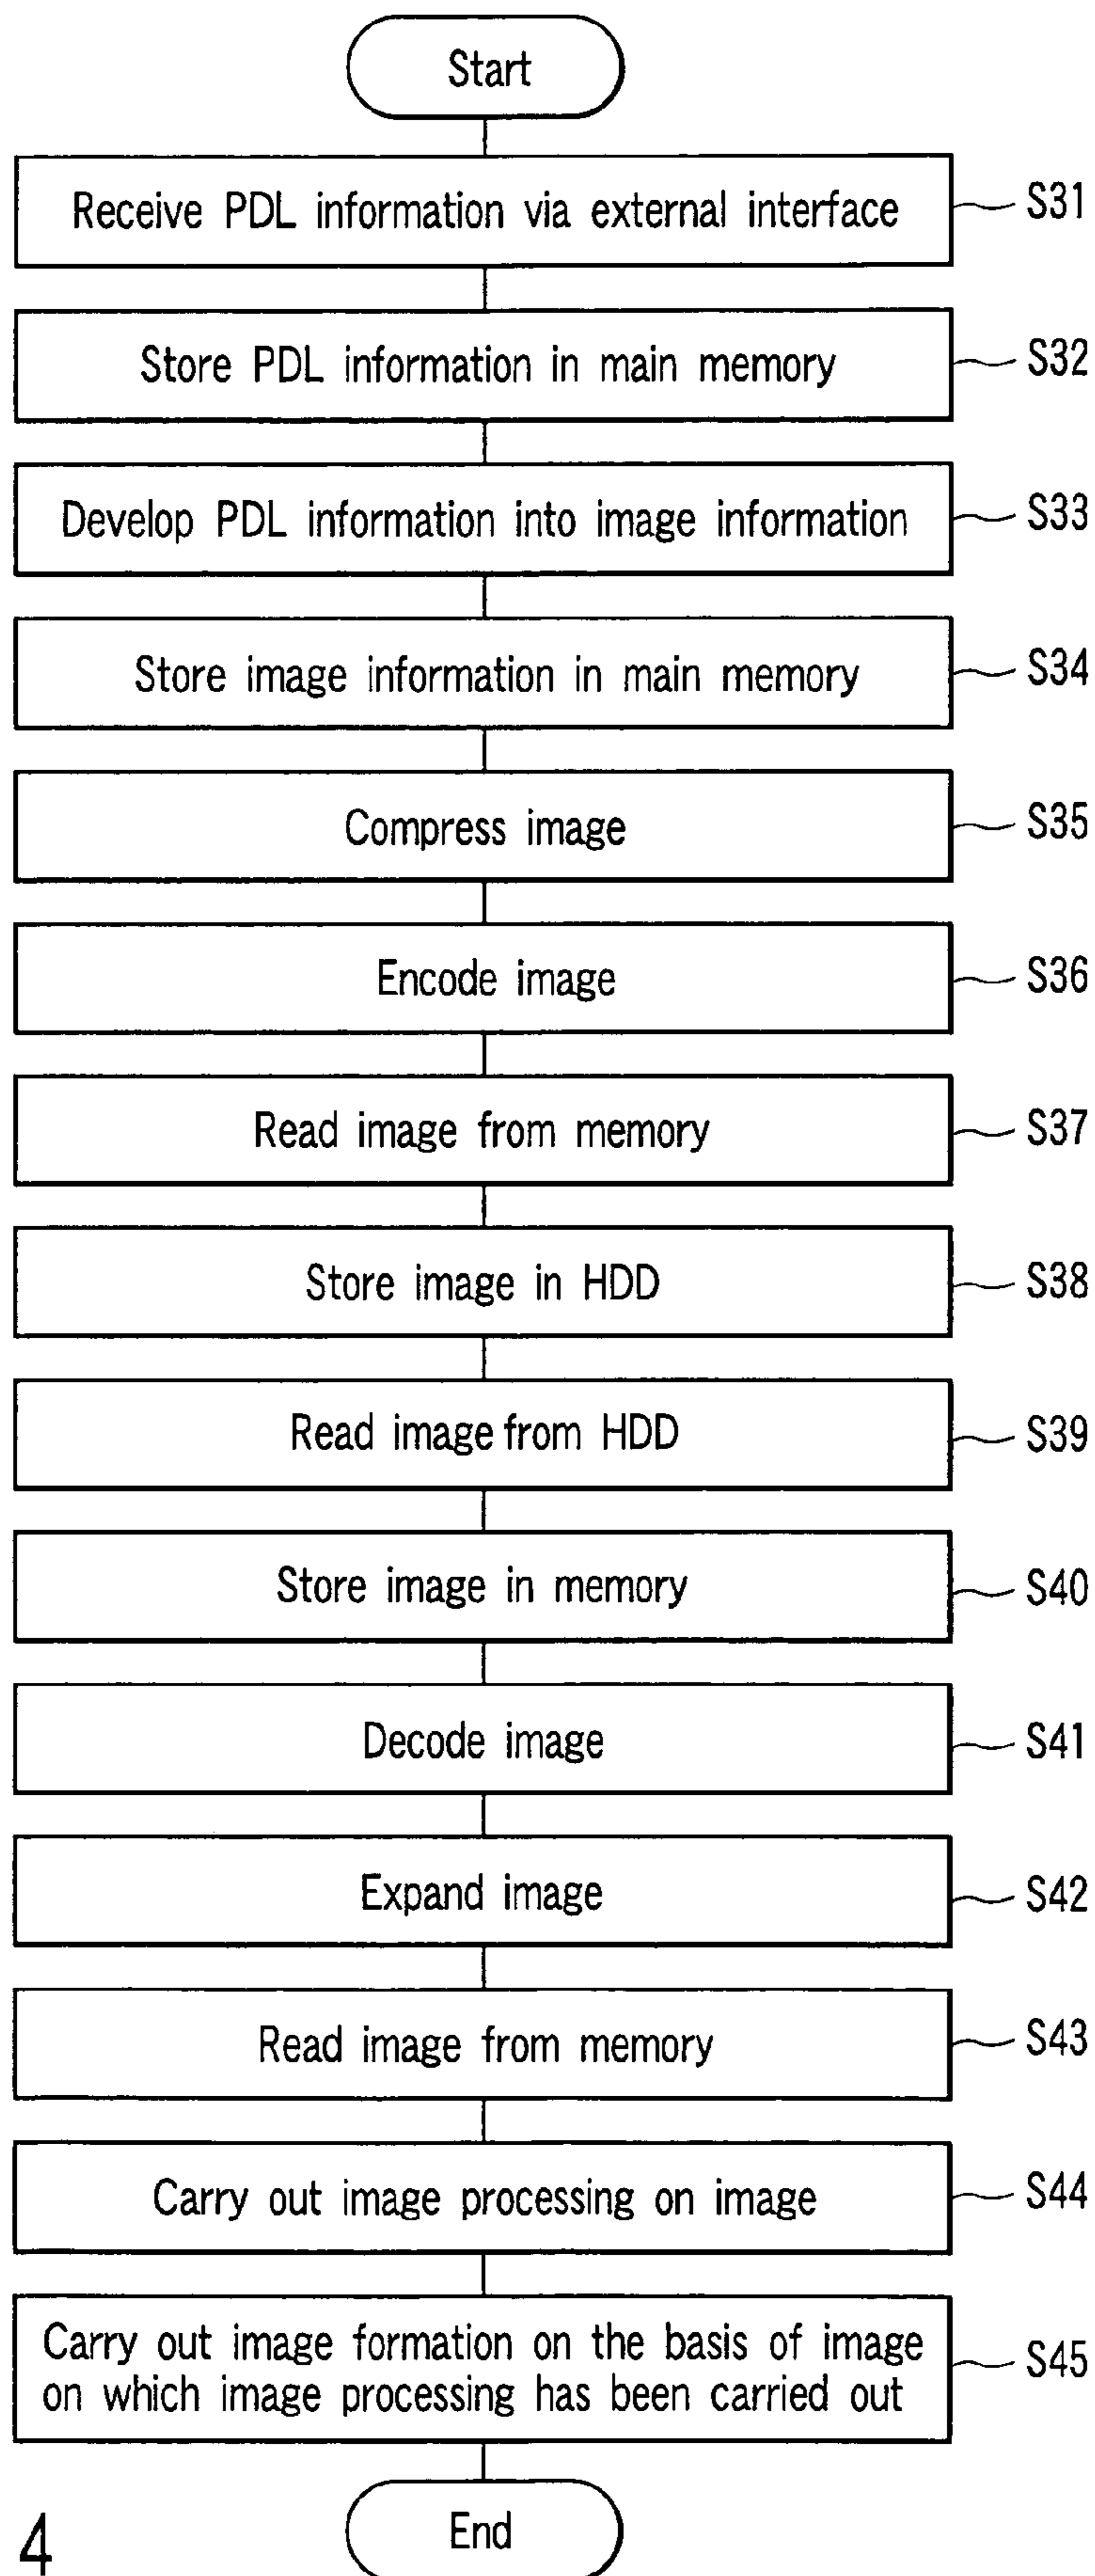 Start
Receive PDL information via external interface S31
Store PDL information in main memory S32
Develop PDL information into image information S33
Store image information in main memory S34
Compress image S35
Encode image S36
Read image from memory S37
Store image in HDD S38
Read image from HDD S39
Store image in memory S40
Decode image S41
Expand image S42
Read image from memory S43
Carry out image processing on image S44
Carry out image formation on the basis of image S45
on which image processing has been carried out
End
4